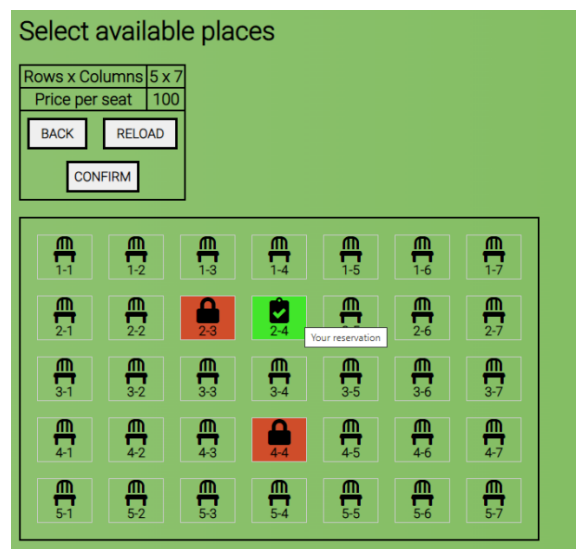 Select available places
Rows x Columns 5 x 7
Price per seat 100
BACK RELOAD
CONFIRM
1-1 1-2 1-3 1-4 1-5 1-6 1-7
2-1 2-2 2-3 2-4 2-6 2-7
Your reservation
3-1 3-2 3-3 3-4 3-5 3-6 3-7
4-1 4-2 4-3 4-4 4-5 4-6 4-7
5-1 5-2 5-3 5-4 5-5 5-6 5-7